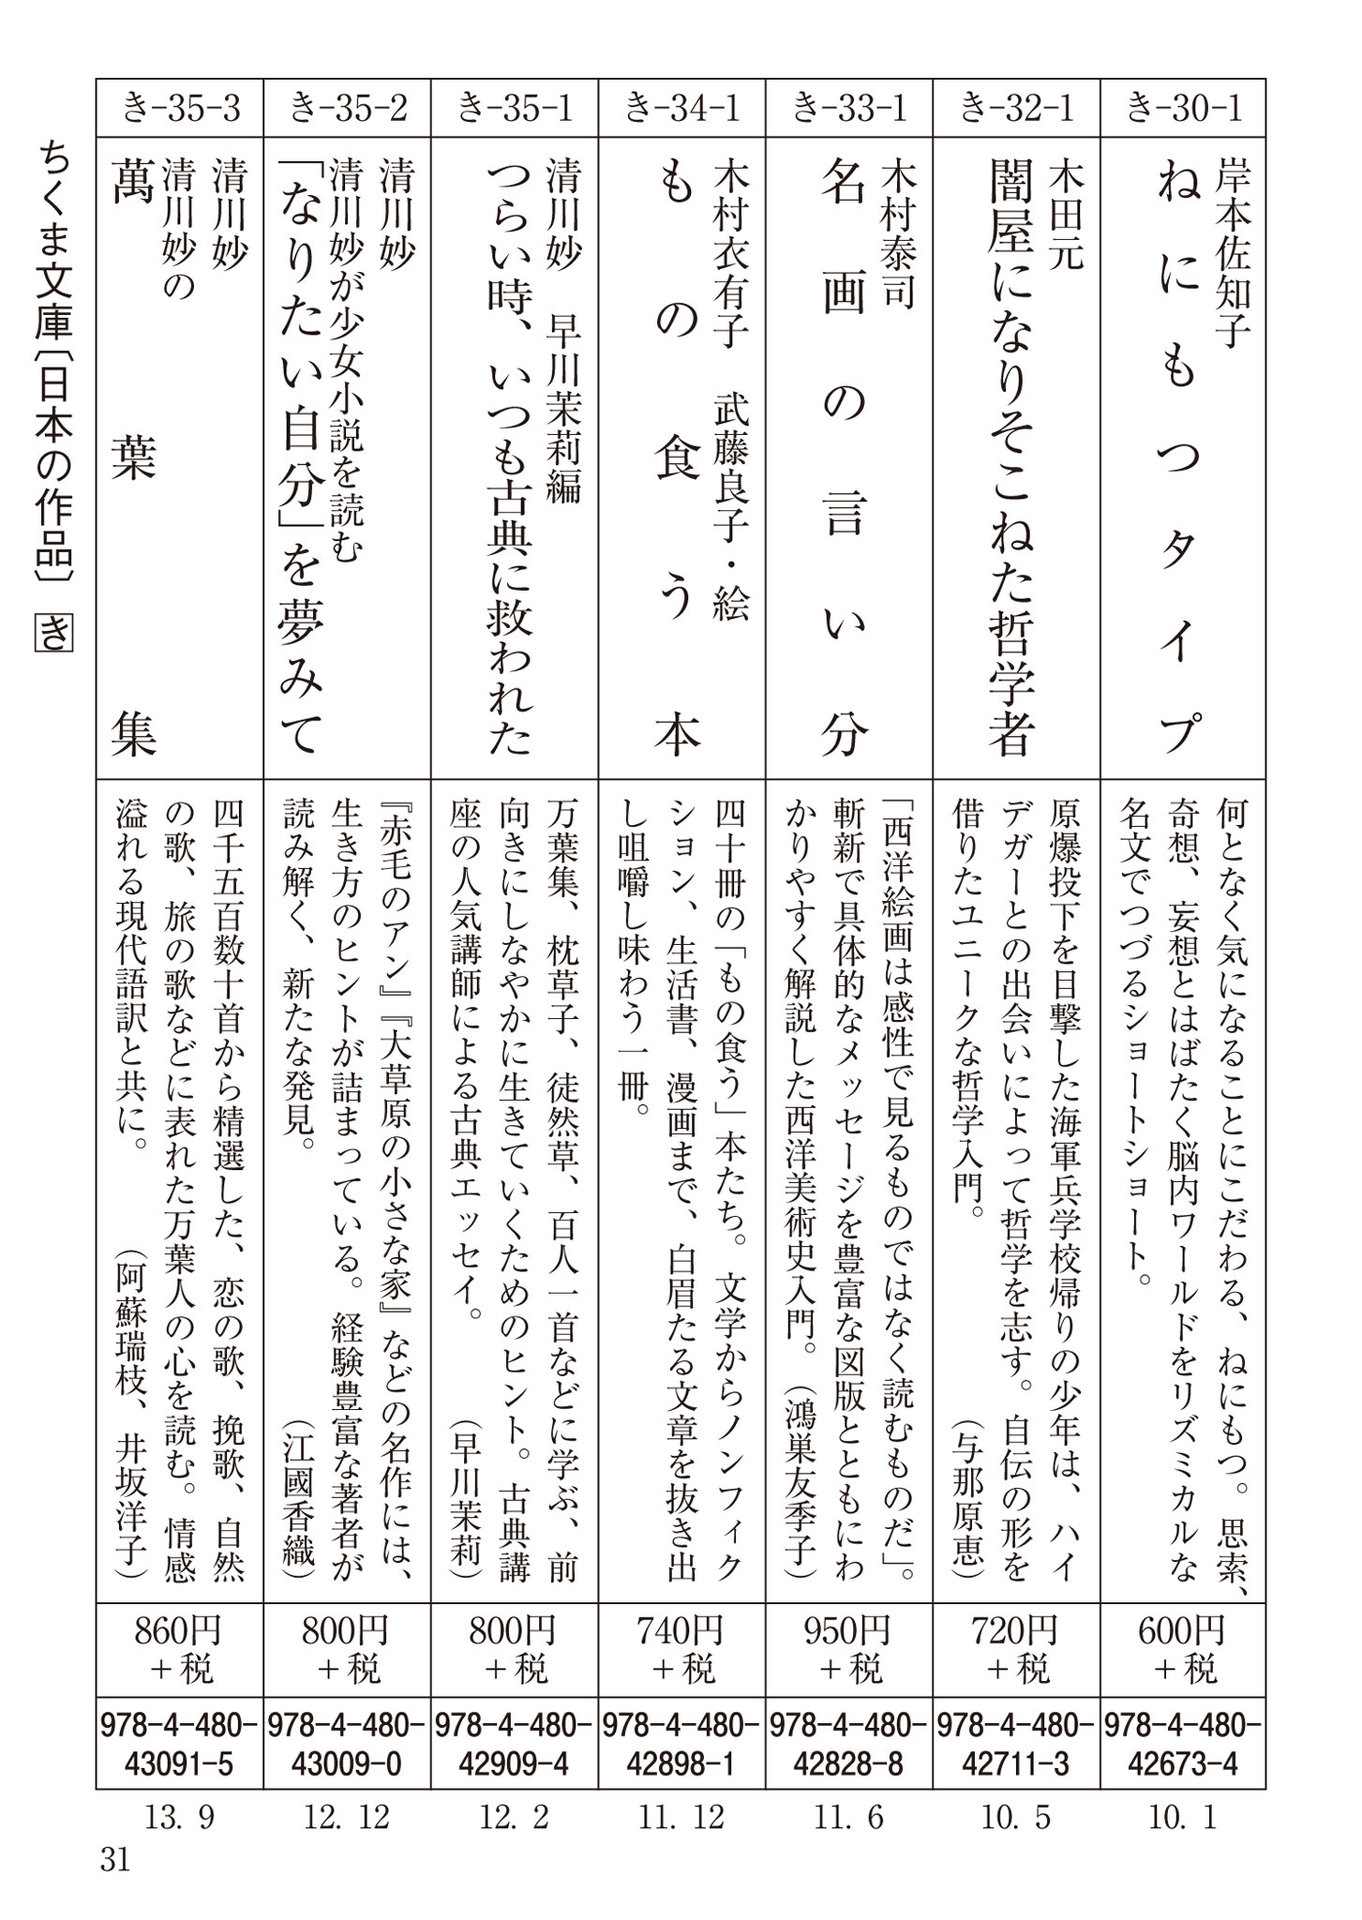 き-30-1
岸本佐知子
ねにもつタイプ
何となく気になることにこだわる、ねにもつ。思索、
奇想、妄想とはばたく脳内ワールドをリズミカルな
名文でつづるショートショート。
600円
+税
978-4-480-
42673-4
10. 1
き-32-1
木田元
闇屋になりそこねた哲学者
原爆投下を目撃した海軍兵学校帰りの少年は、ハイ
デガーとの出会いによって哲学を志す。自伝の形を
借りたユニークな哲学入門。（与那原恵）
720円
+税
978-4-480-
42711-3
10. 5
き-33-1
木村泰司
名画の言い分
「西洋絵画は感性で見るものではなく読むものだ」。
斬新で具体的なメッセージを豊富な図版とともにわ
かりやすく解説した西洋美術史入門。（鴻巣友季子）
950円
+税
978-4-480-
42828-8
11. 6
き-34-1
木村衣有子　武藤良子・絵
もの食う本
四十冊の「もの食う」本たち。文学からノンフィク
ション、生活書、漫画まで、白眉たる文章を抜き出
し咀嚼し味わう一冊。
740円
+税
978-4-480-
42898-1
11. 12
き-35-1
清川妙　早川茉莉編
つらい時、いつも古典に救われた
万葉集、枕草子、徒然草、百人一首などに学ぶ、前
向きにしなやかに生きていくためのヒント。古典講
座の人気講師による古典エッセイ。（早川茉莉）
800円
+税
978-4-480-
42909-4
12. 2
き-35-2
清川妙
清川妙が少女小説を読む
「なりたい自分」を夢みて
『赤毛のアン』『大草原の小さな家』などの名作には、
生き方のヒントが詰まっている。経験豊富な著者が
読み解く、新たな発見。（江國香織）
800円
+税
978-4-480-
43009-0
12. 12
き-35-3
清川妙
清川妙の
萬葉集
四千五百数十首から精選した、恋の歌、挽歌、自然
の歌、旅の歌などに表れた万葉人の心を読む。情感
溢れる現代語訳と共に。（阿蘇瑞枝、井坂洋子）
860円
+税
978-4-480-
43091-5
13. 9
ちくま文庫〔日本の作品〕 き
31